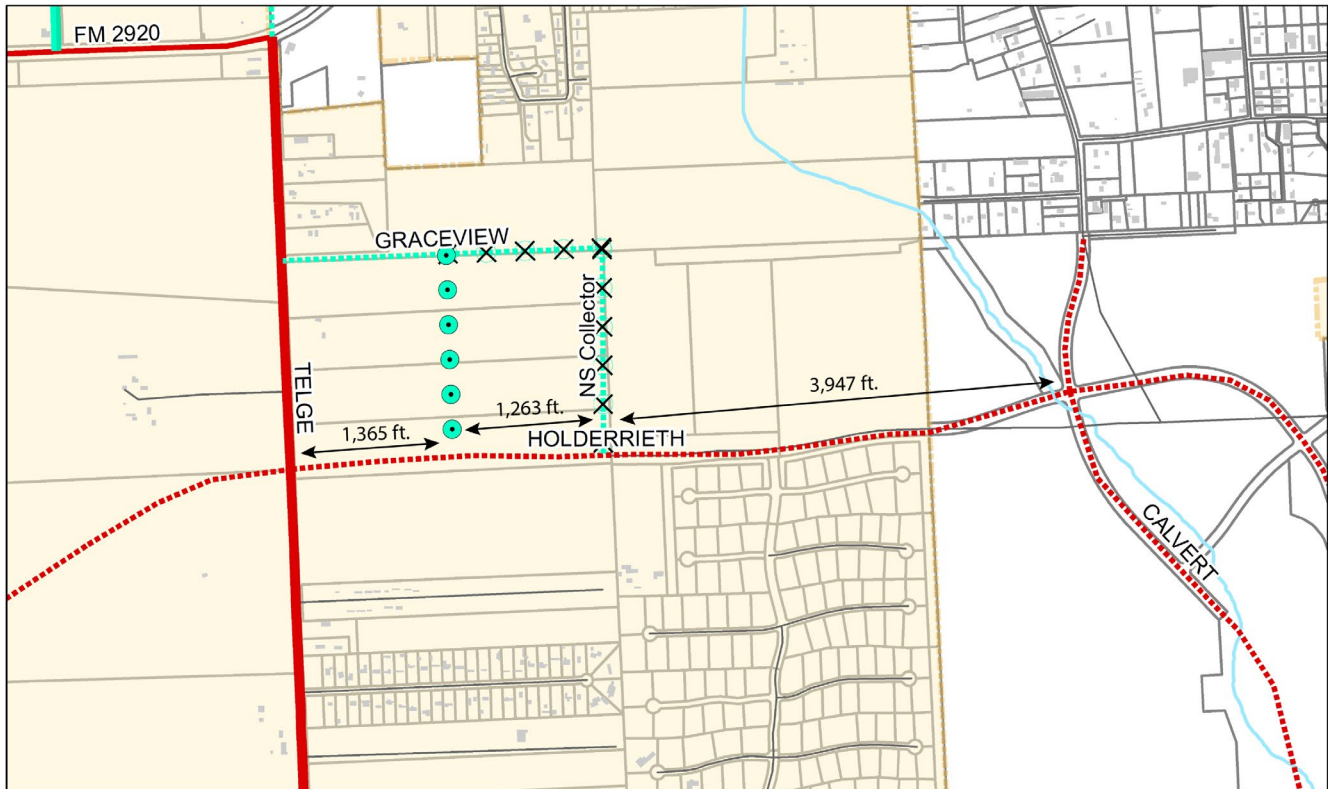 FM 2920
GRACEVIEW
NS Collector
TELGE
3,947 ft.
1,263 ft.
1,365 ft.
HOLDERRIETH
CALVERT